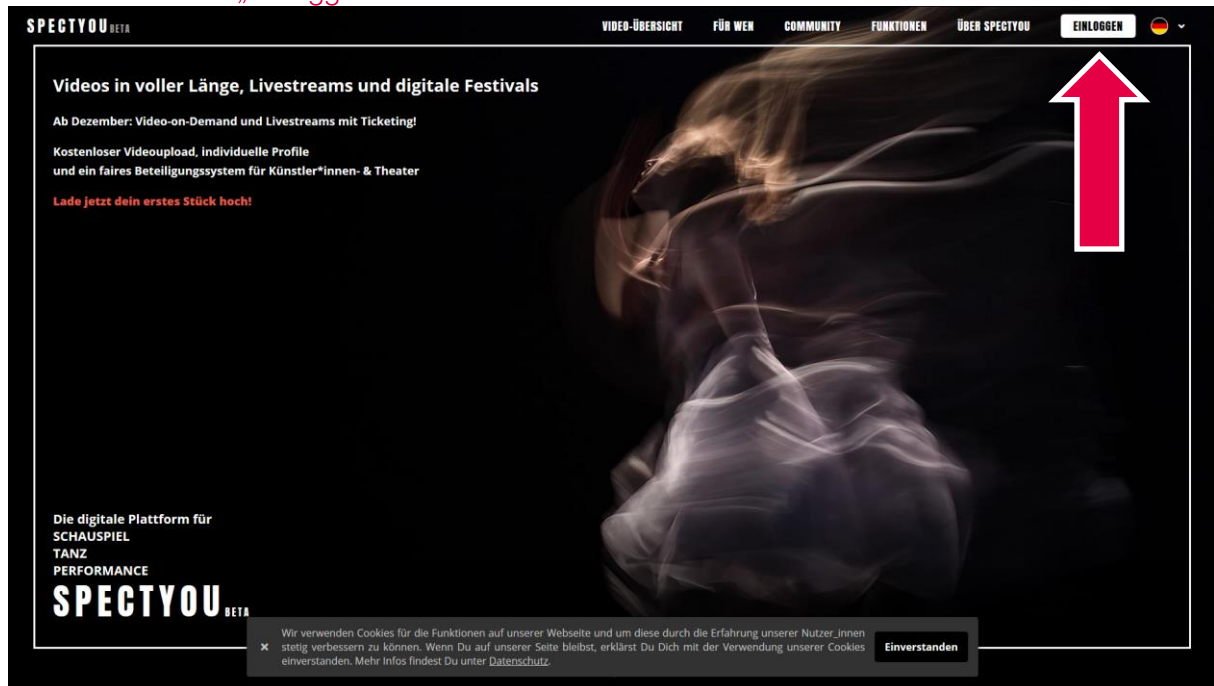 SPECTYOU BETA
VIDEO-ÜBERSICHT FÜR WEN COMMUNITY FUNKTIONEN ÜBER SPECTYOU EINLOGGEN
Videos in voller Länge, Livestreams und digitale Festivals
Ab Dezember: Video-on-Demand und Livestreams mit Ticketing!
Kostenloser Videoupload, individuelle Profile
und ein faires Beteiligungssystem für Künstler*innen- & Theater
Lade jetzt dein erstes Stück hoch!
Die digitale Plattform für
SCHAUSPIEL
TANZ
PERFORMANCE
SPECTYOU BETA
Wir verwenden Cookies für die Funktionen auf unserer Webseite und um diese durch die Erfahrung unserer Nutzer_innen
× stetig verbessern zu können. Wenn Du auf unserer Seite bleibst, erklärst Du Dich mit der Verwendung unserer Cookies Einverstanden
einverstanden. Mehr Infos findest Du unter Datenschutz.